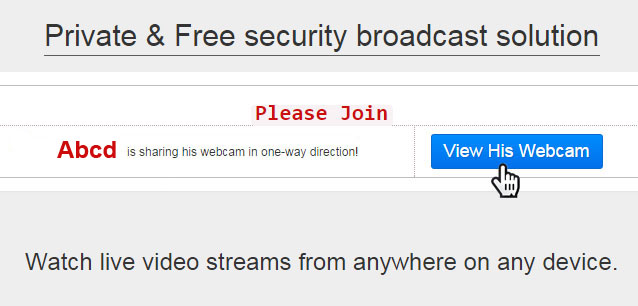 Private & Free security broadcast solution
Please Join
Abcd is sharing his webcam in one-way direction!
View His Webcam
Watch live video streams from anywhere on any device.